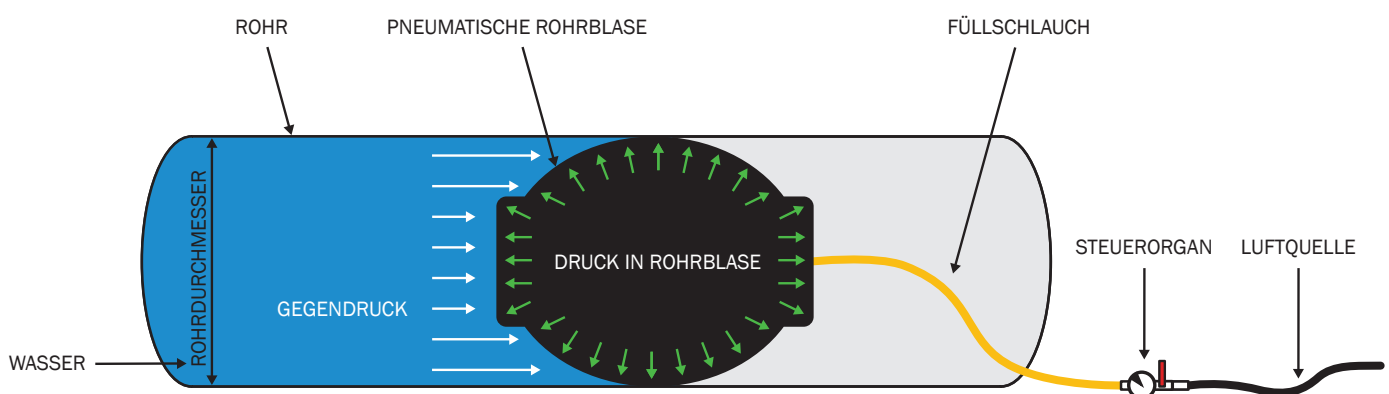 ROHR
PNEUMATISCHE ROHRBLASE
FÜLLSCHLAUCH
ROHRDURCHMESSER
STEUERORGAN
LUFTQUELLE
DRUCK IN ROHRBLASE
GEGENDRUCK
WASSER